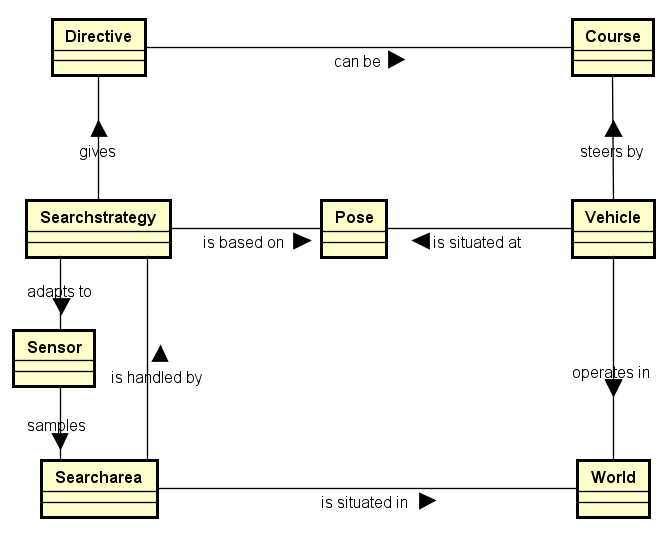 Directive
Course
can be
gives
steers by
Searchstrategy
Pose
Vehicle
is based on
is situated at
adapts to
Sensor
is handled by
operates in
samples
Searcharea
World
is situated in